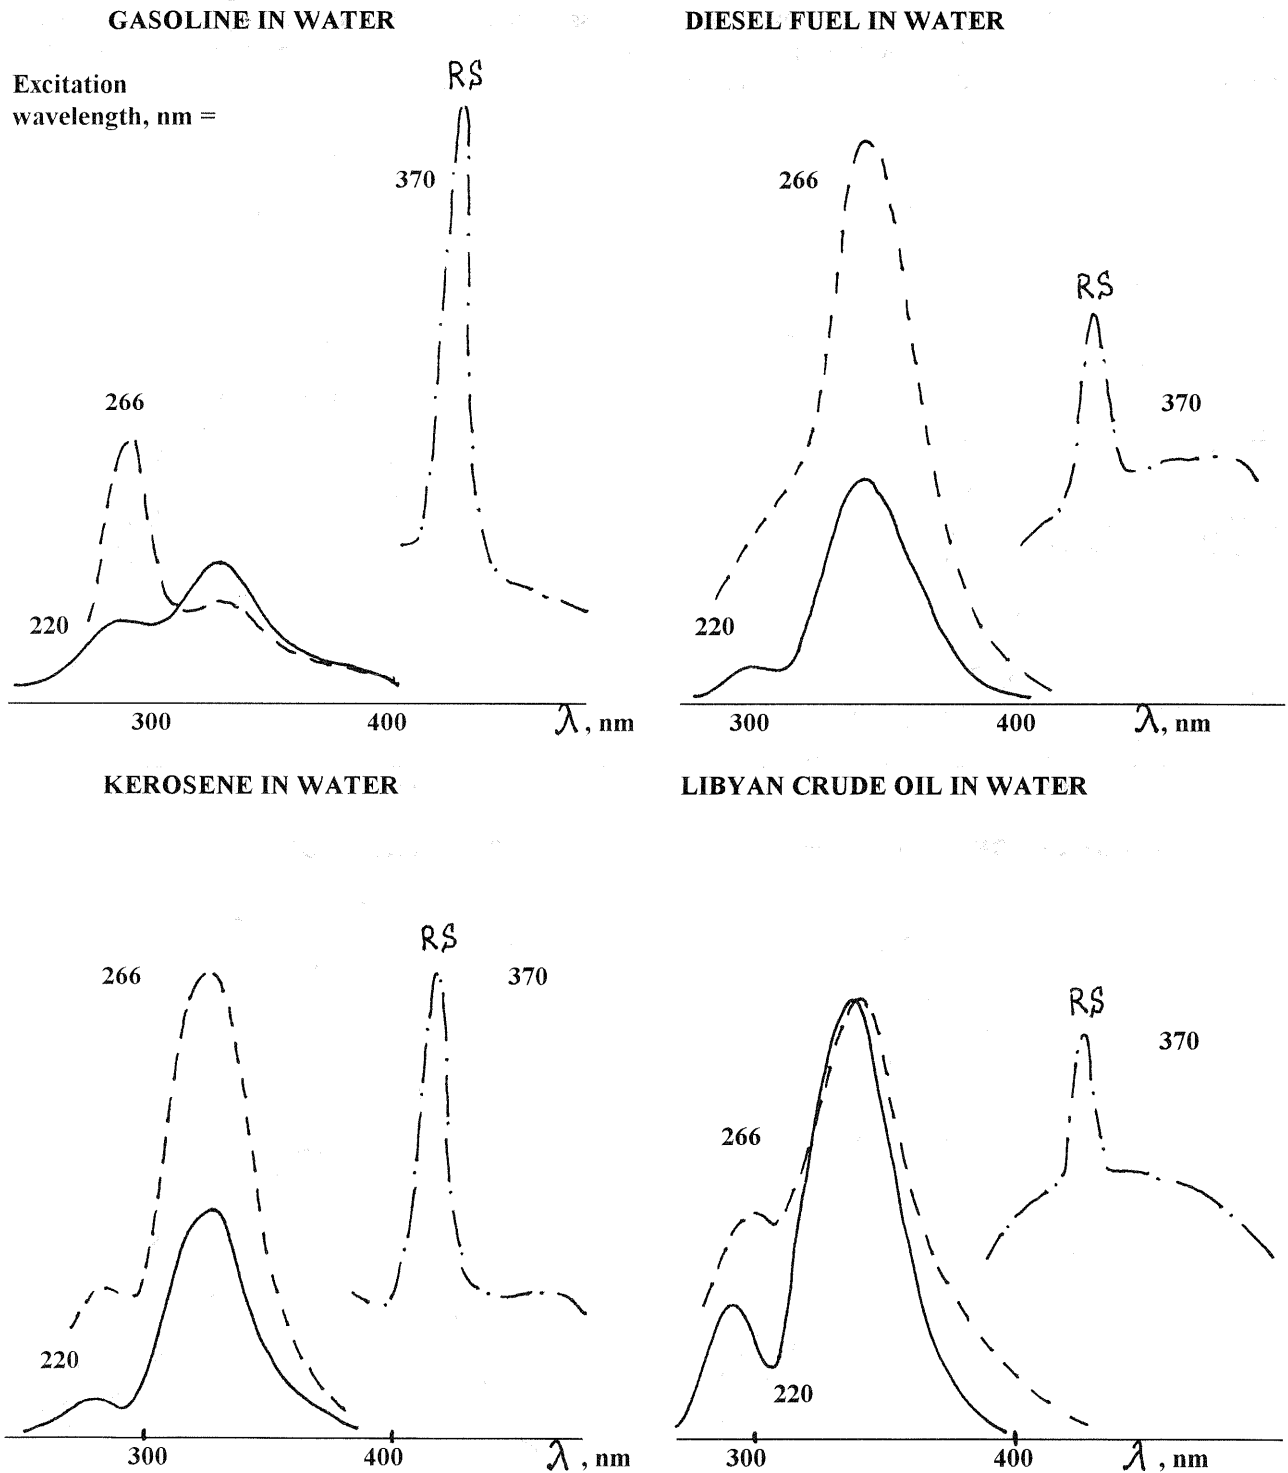 GASOLINE IN WATER
Excitation
wavelength, nm =
RS
370
266
220
300
400
λ, nm
DIESEL FUEL IN WATER
266
RS
370
220
300
400
λ, nm
KEROSENE IN WATER
266
RS
370
220
300
400
λ, nm
LIBYAN CRUDE OIL IN WATER
RS
370
266
220
300
400
λ, nm